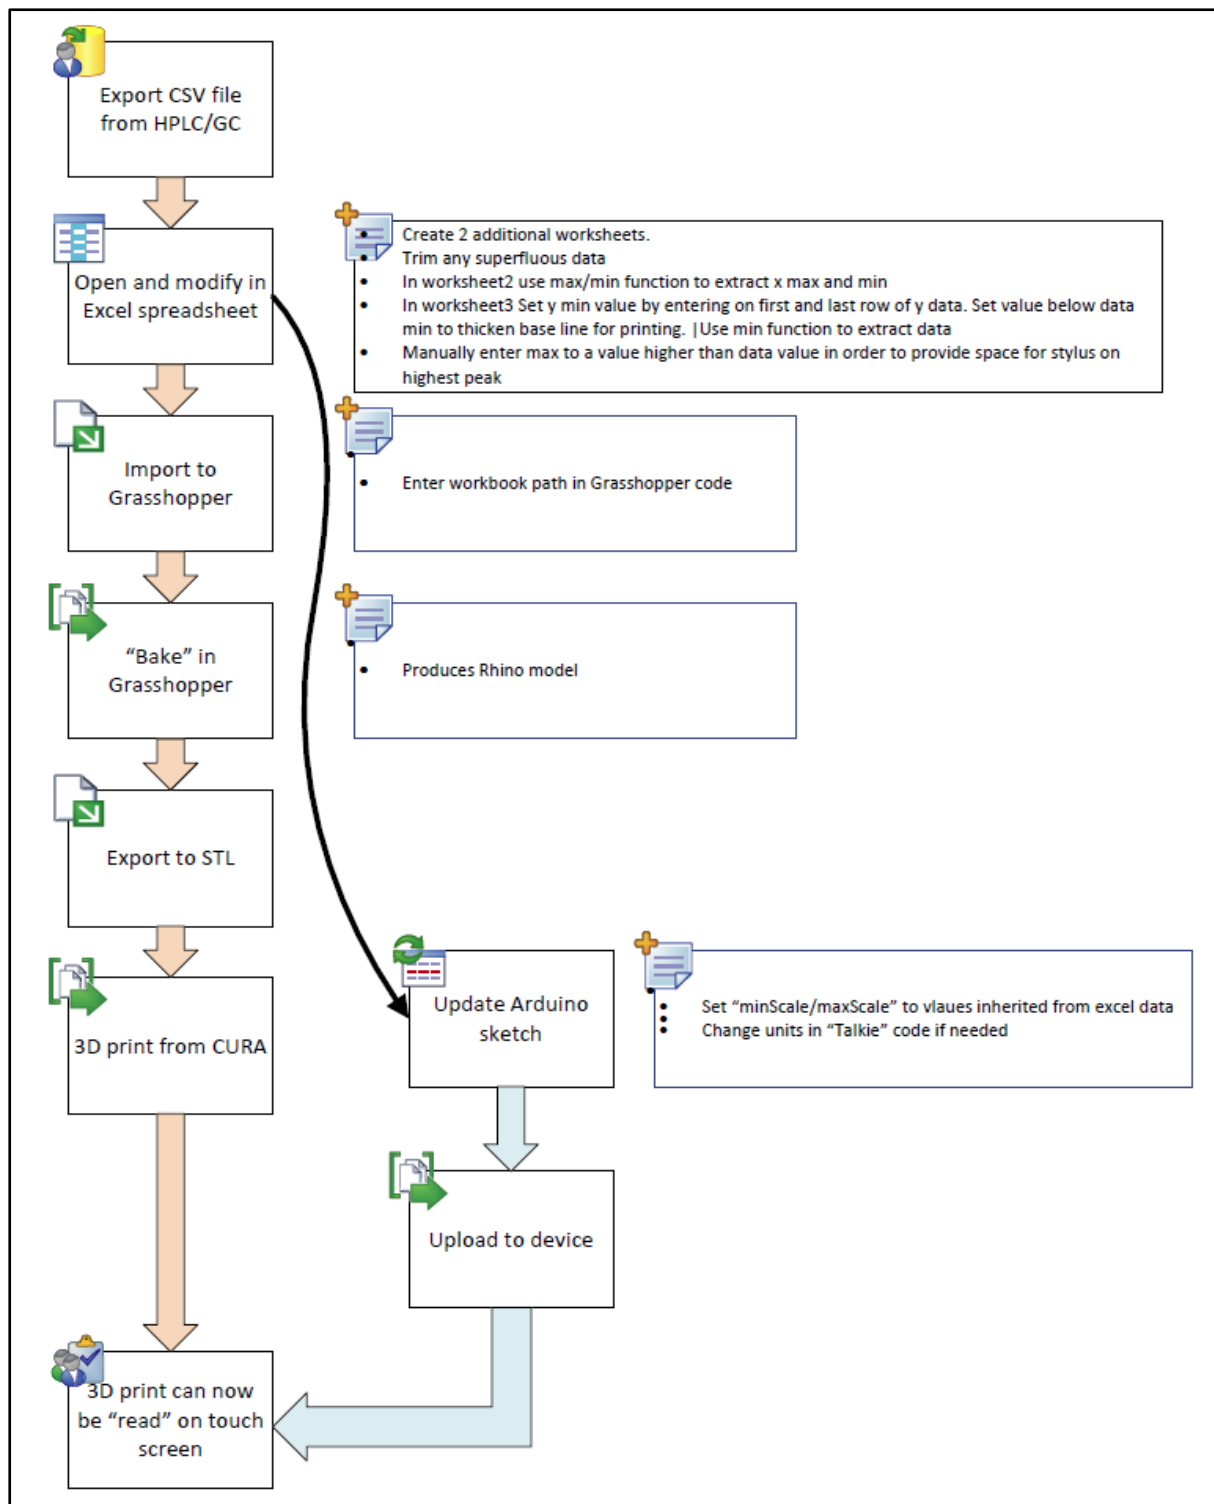 Export CSV file
from HPLC/GC
Open and modify in
Excel spreadsheet
• Create 2 additional worksheets.
• Trim any superfluous data
• In worksheet2 use max/min function to extract x max and min
• In worksheet3 Set y min value by entering on first and last row of y data. Set value below data
min to thicken base line for printing. |Use min function to extract data
• Manually enter max to a value higher than data value in order to provide space for stylus on
highest peak
Import to
Grasshopper
• Enter workbook path in Grasshopper code
“Bake” in
Grasshopper
• Produces Rhino model
Export to STL
3D print from CURA
Update Arduino
sketch
• Set “minScale/maxScale” to vlaues inherited from excel data
• Change units in “Talkie” code if needed
Upload to device
3D print can now
be “read” on touch
screen